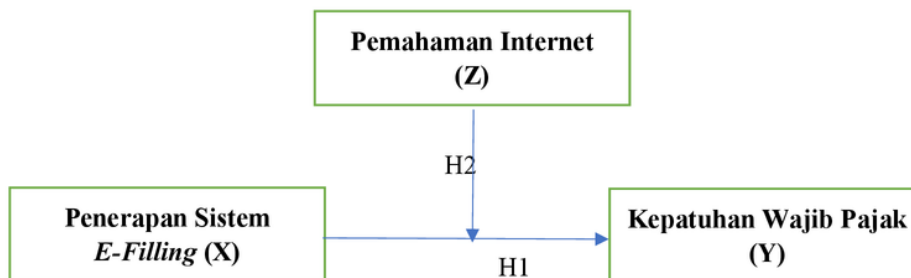 Pemahaman Internet
(Z)
H2
Penerapan Sistem
E-Filling (X)
Kepatuhan Wajib Pajak
(Y)
H1